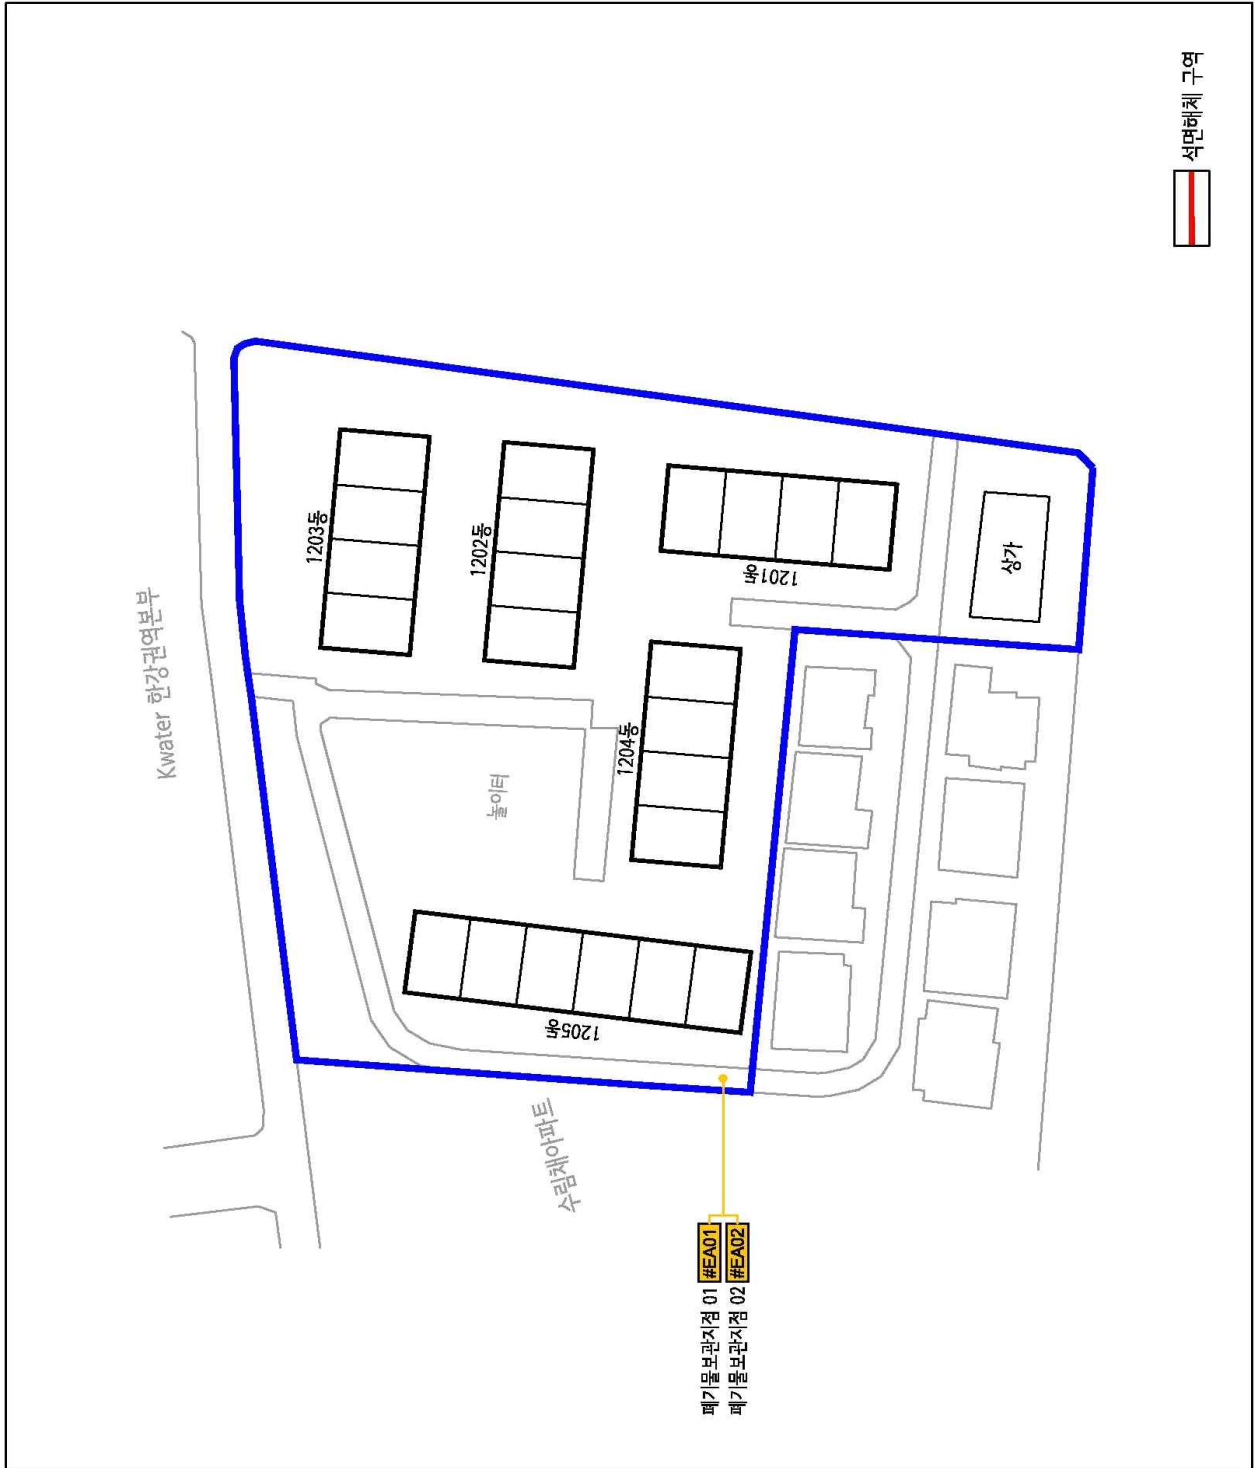 Kwater 한강권역본부
1203동
1202동
1201동
1204동
1205동
놀이터
상가
수림채아파트
폐기물보관지점 01 #EA01
폐기물보관지점 02 #EA02
석면해체 구역